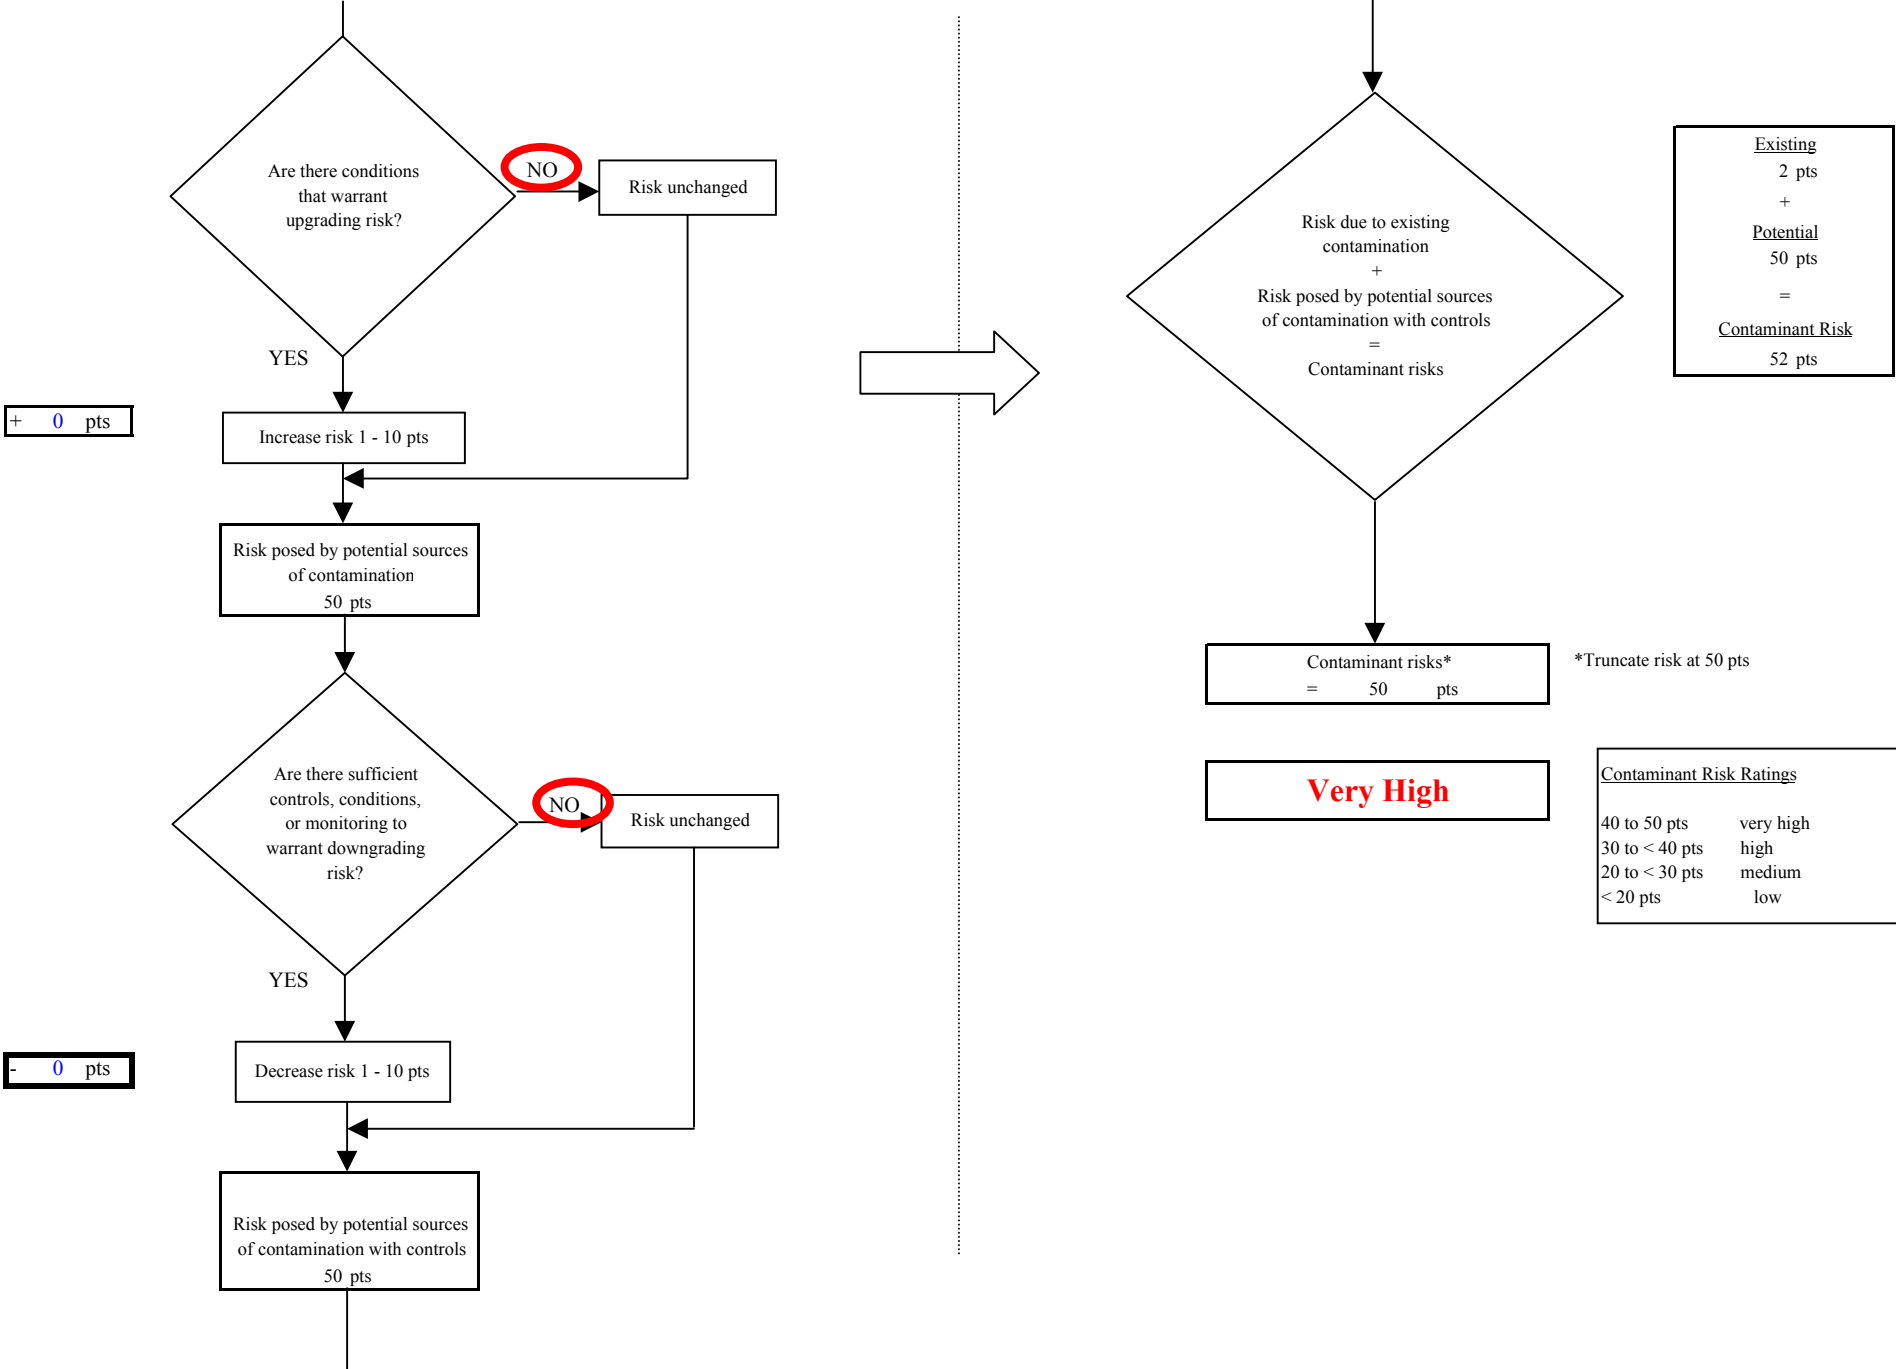 Are there conditions
that warrant
upgrading risk?
NO
Risk unchanged
YES
+ 0 pts
Increase risk 1 - 10 pts
Risk posed by potential sources
of contamination
50 pts
Are there sufficient
controls, conditions,
or monitoring to
warrant downgrading
risk?
NO
Risk unchanged
YES
- 0 pts
Decrease risk 1 - 10 pts
Risk posed by potential sources
of contamination with controls
50 pts
Risk due to existing
contamination
+
Risk posed by potential sources
of contamination with controls
=
Contaminant risks
Existing
2 pts
+
Potential
50 pts
=
Contaminant Risk
52 pts
Contaminant risks*
= 50 pts
*Truncate risk at 50 pts
Very High
Contaminant Risk Ratings
40 to 50 pts very high
30 to < 40 pts high
20 to < 30 pts medium
< 20 pts low